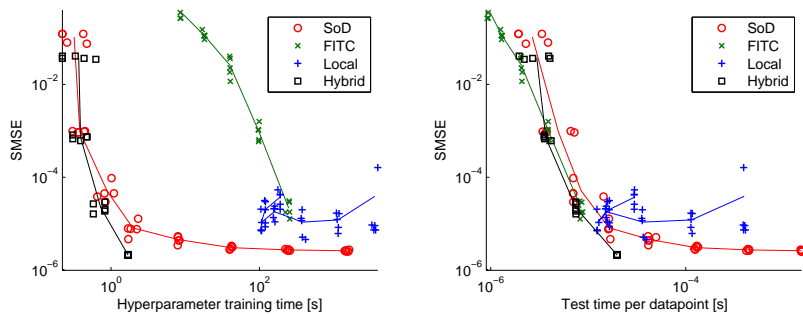 SMSE
10^−2
10^−4
10^−6
10^0
10^2
Hyperparameter training time [s]
SoD
FITC
Local
Hybrid
SMSE
10^−2
10^−4
10^−6
10^−6
10^−4
Test time per datapoint [s]
SoD
FITC
Local
Hybrid